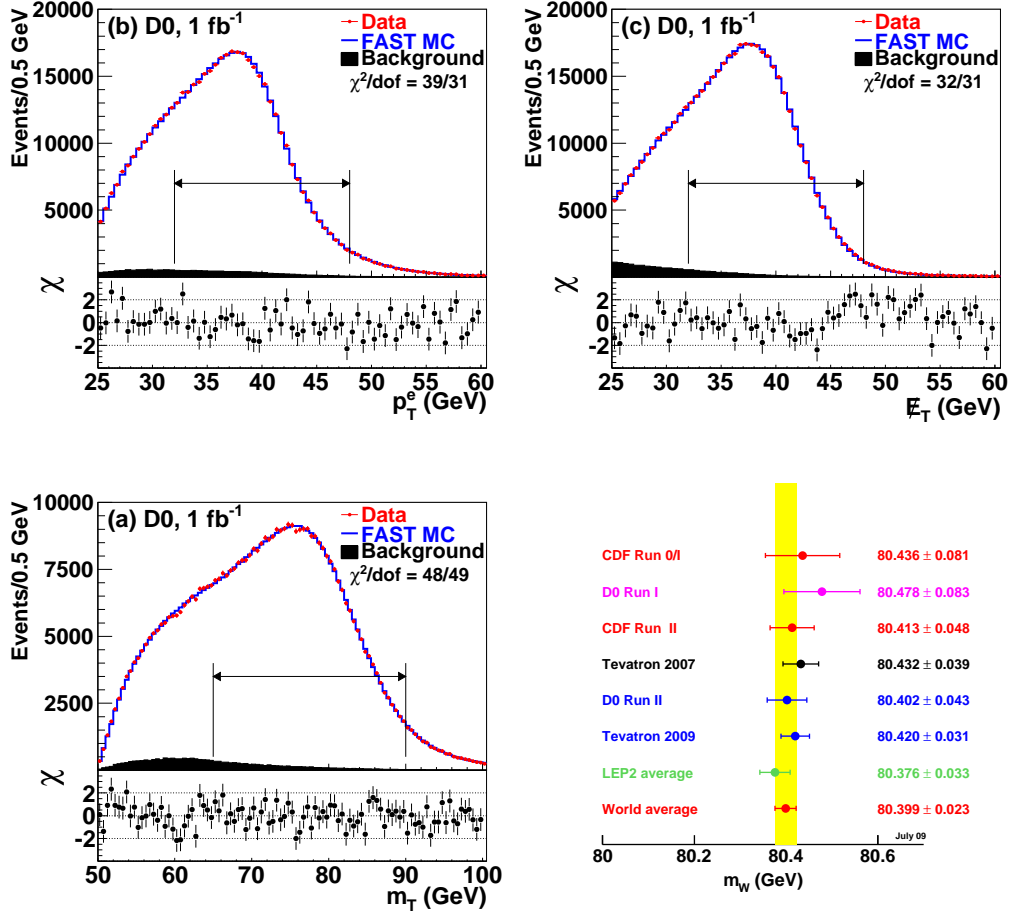 (b) D0, 1 fb⁻¹
Data
FAST MC
Background
χ²/dof = 39/31
Events/0.5 GeV
20000
15000
10000
5000
χ
2
0
-2
25 30 35 40 45 50 55 60
p_T^e (GeV)
(c) D0, 1 fb⁻¹
Data
FAST MC
Background
χ²/dof = 32/31
Events/0.5 GeV
20000
15000
10000
5000
χ
2
0
-2
25 30 35 40 45 50 55 60
E̸_T (GeV)
(a) D0, 1 fb⁻¹
Data
FAST MC
Background
χ²/dof = 48/49
Events/0.5 GeV
10000
7500
5000
2500
χ
2
0
-2
50 60 70 80 90 100
m_T (GeV)
CDF Run 0/I 80.436 ± 0.081
D0 Run I 80.478 ± 0.083
CDF Run II 80.413 ± 0.048
Tevatron 2007 80.432 ± 0.039
D0 Run II 80.402 ± 0.043
Tevatron 2009 80.420 ± 0.031
LEP2 average 80.376 ± 0.033
World average 80.399 ± 0.023
July 09
80 80.2 80.4 80.6
m_W (GeV)